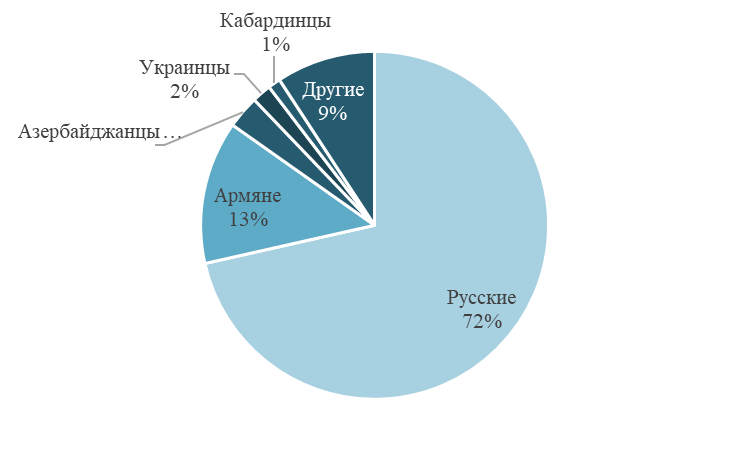 Кабардинцы
1%
Украинцы
2%
Другие
9%
Азербайджанцы ...
Армяне
13%
Русские
72%